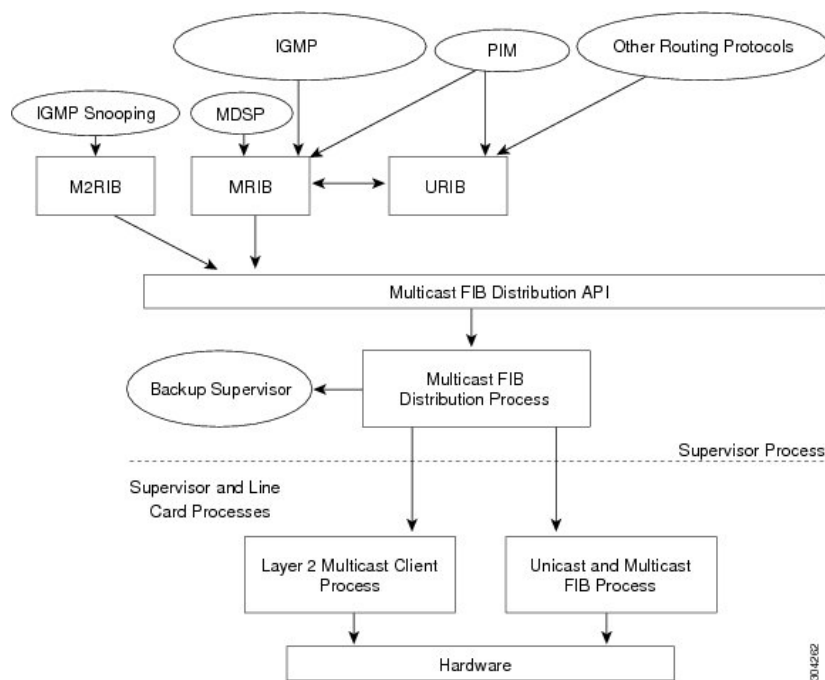 IGMP
PIM
Other Routing Protocols
IGMP Snooping
MDSP
M2RIB
MRIB
URIB
Multicast FIB Distribution API
Backup Supervisor
Multicast FIB
Distribution Process
Supervisor Process
Supervisor and Line
Card Processes
Layer 2 Multicast Client
Process
Unicast and Multicast
FIB Process
Hardware
304262